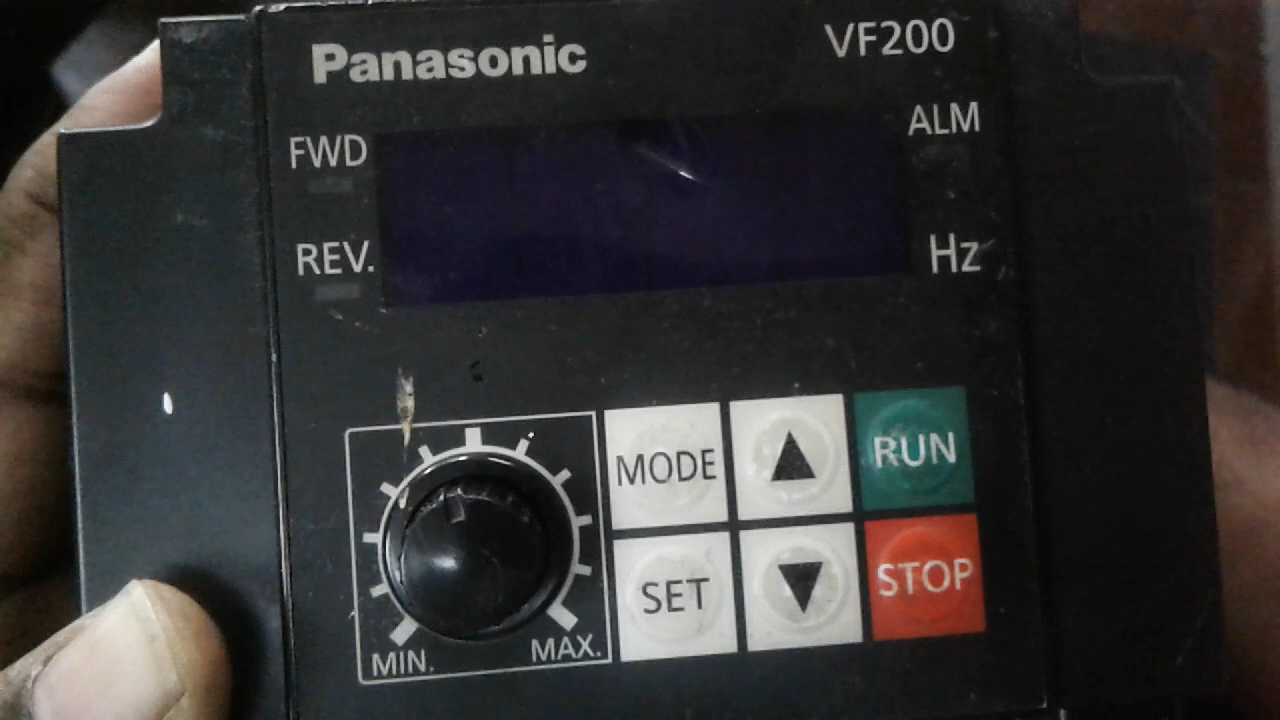 Panasonic
VF200
FWD
ALM
REV.
Hz
MODE
▲
RUN
SET
▼
STOP
MIN.
MAX.